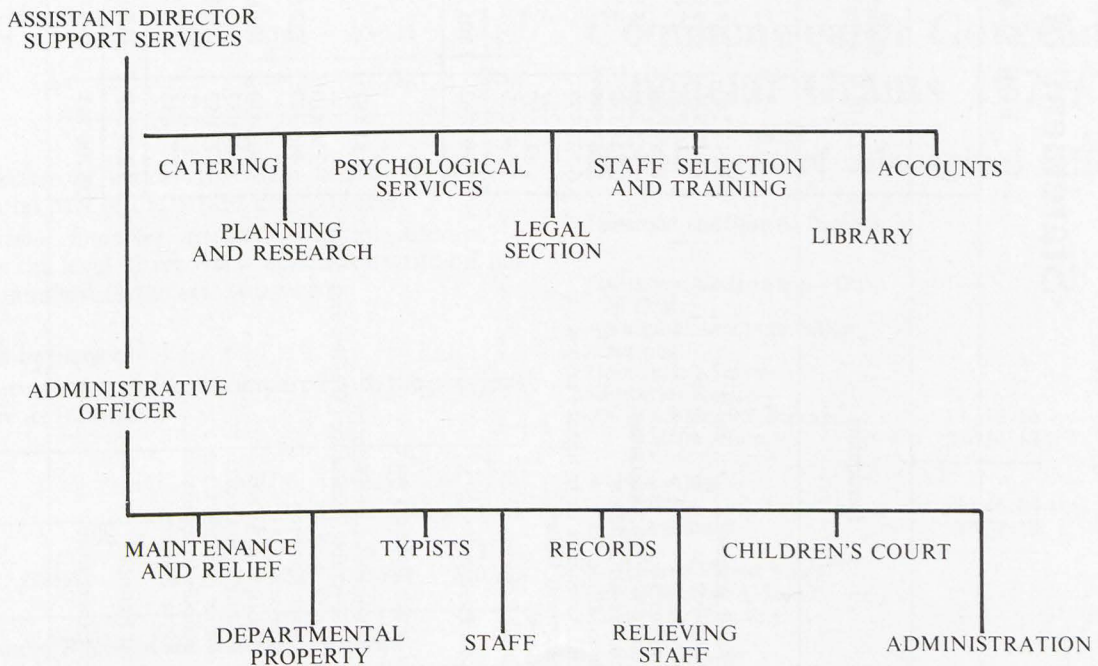 ASSISTANT DIRECTOR
SUPPORT SERVICES
CATERING
PSYCHOLOGICAL
SERVICES
STAFF SELECTION
AND TRAINING
ACCOUNTS
PLANNING
AND RESEARCH
LEGAL
SECTION
LIBRARY
ADMINISTRATIVE
OFFICER
MAINTENANCE
AND RELIEF
TYPISTS
RECORDS
CHILDREN'S COURT
DEPARTMENTAL
PROPERTY
STAFF
RELIEVING
STAFF
ADMINISTRATION